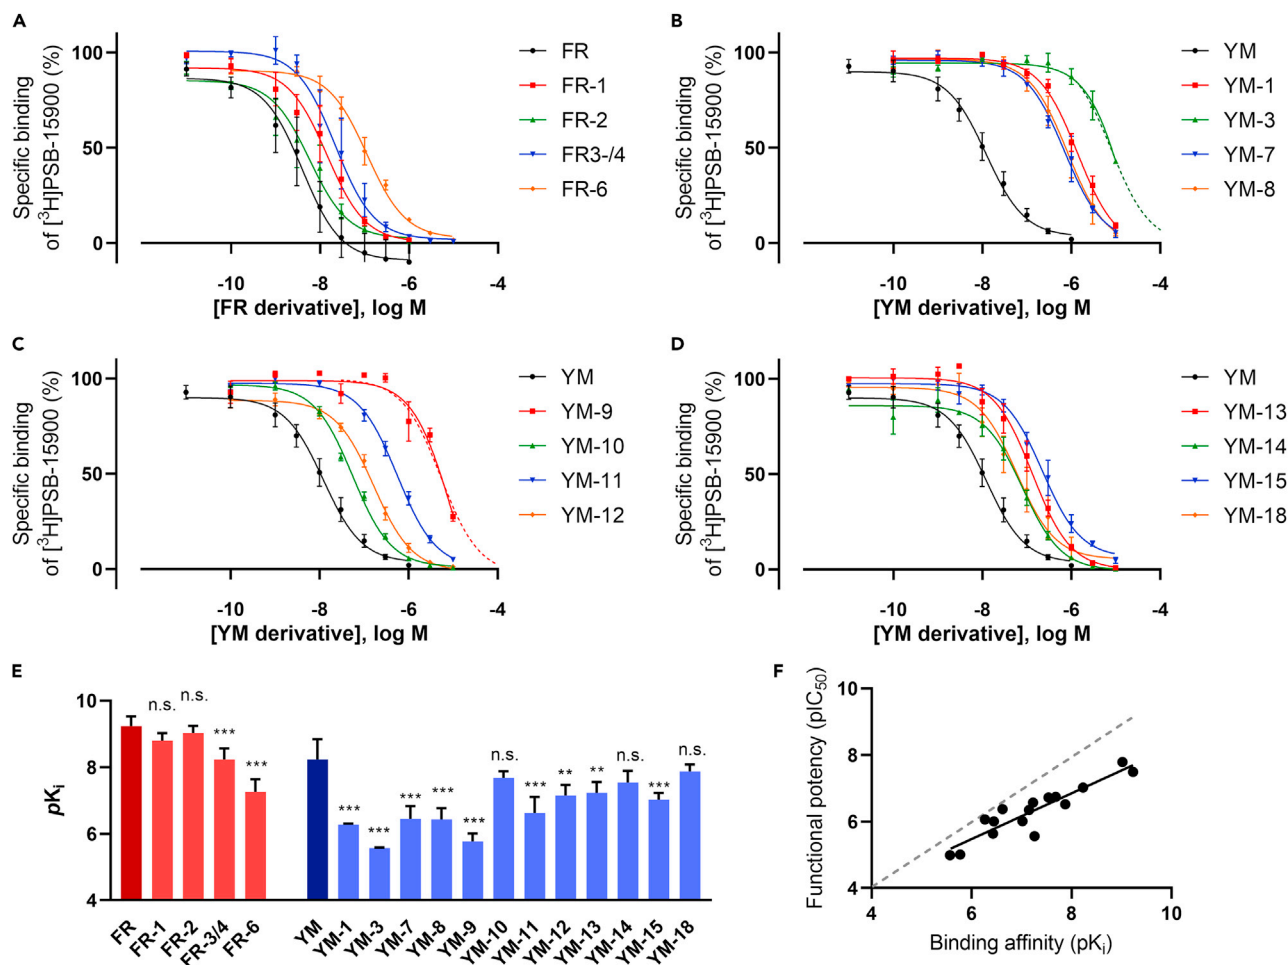 A
Specific binding
of [³H]PSB-15900 (%)
100
50
0
-10
-8
-6
-4
[FR derivative], log M
FR
FR-1
FR-2
FR3-/4
FR-6
B
Specific binding
of [³H]PSB-15900 (%)
100
50
0
-10
-8
-6
-4
[YM derivative], log M
YM
YM-1
YM-3
YM-7
YM-8
C
Specific binding
of [³H]PSB-15900 (%)
100
50
0
-10
-8
-6
-4
[YM derivative], log M
YM
YM-9
YM-10
YM-11
YM-12
D
Specific binding
of [³H]PSB-15900 (%)
100
50
0
-10
-8
-6
-4
[YM derivative], log M
YM
YM-13
YM-14
YM-15
YM-18
E
pKᵢ
10
8
6
4
n.s.
n.s.
***
***
***
***
***
***
***
n.s.
***
**
**
n.s.
***
n.s.
FR
FR-1
FR-2
FR-3/4
FR-6
YM
YM-1
YM-3
YM-7
YM-8
YM-9
YM-10
YM-11
YM-12
YM-13
YM-14
YM-15
YM-18
F
Functional potency (pIC₅₀)
10
8
6
4
4
6
8
10
Binding affinity (pKᵢ)